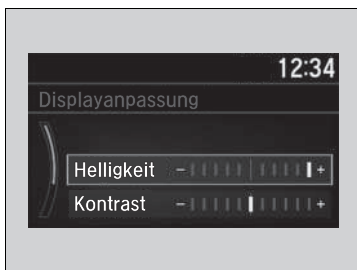 12:34
Displayanpassung
Helligkeit - +
Kontrast - +